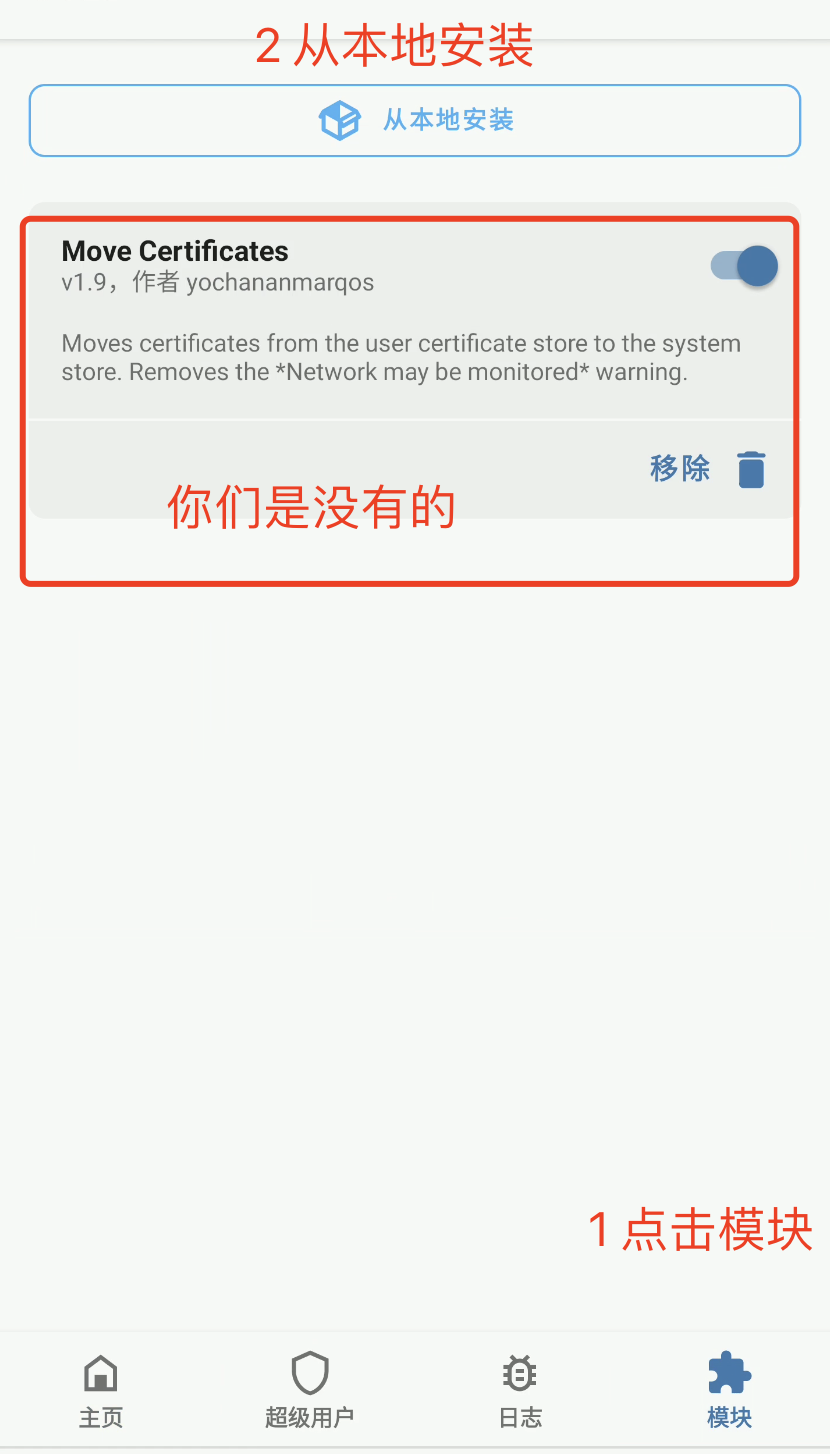 2 从本地安装
从本地安装
Move Certificates
v1.9，作者 yochananmarqos
Moves certificates from the user certificate store to the system
store. Removes the *Network may be monitored* warning.
移除
你们是没有的
1 点击模块
主页
超级用户
日志
模块